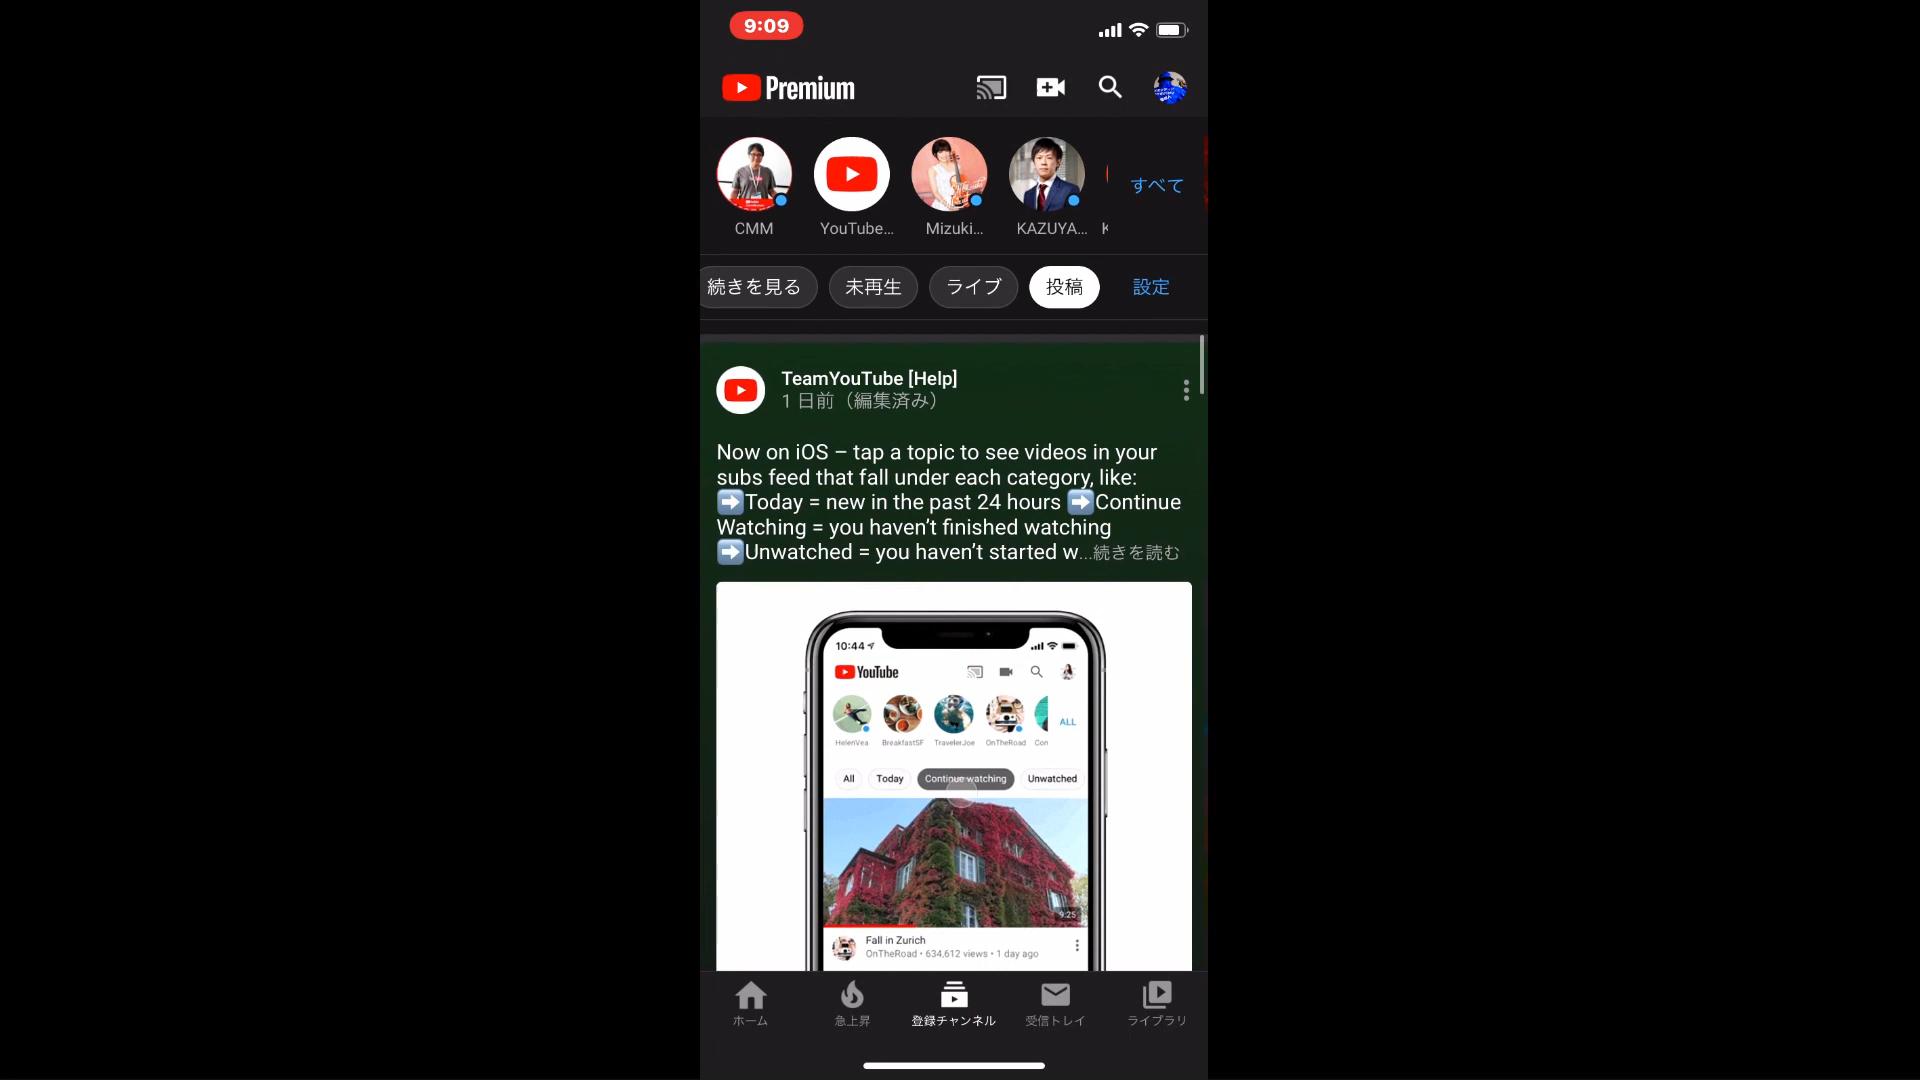 9:09
Premium
CMM
YouTube...
Mizuki...
KAZUYA...
すべて
続きを見る
未再生
ライブ
投稿
設定
TeamYouTube [Help]
1 日前（編集済み）
Now on iOS – tap a topic to see videos in your
subs feed that fall under each category, like:
➡️Today = new in the past 24 hours ➡️Continue
Watching = you haven’t finished watching
➡️Unwatched = you haven’t started w...続きを読む
10:44
YouTube
HelenVea
BreakfastSF
TravelerJoe
OnTheRoad
Con
ALL
All
Today
Continue watching
Unwatched
9:25
Fall in Zurich
OnTheRoad • 634,612 views • 1 day ago
ホーム
急上昇
登録チャンネル
受信トレイ
ライブラリ